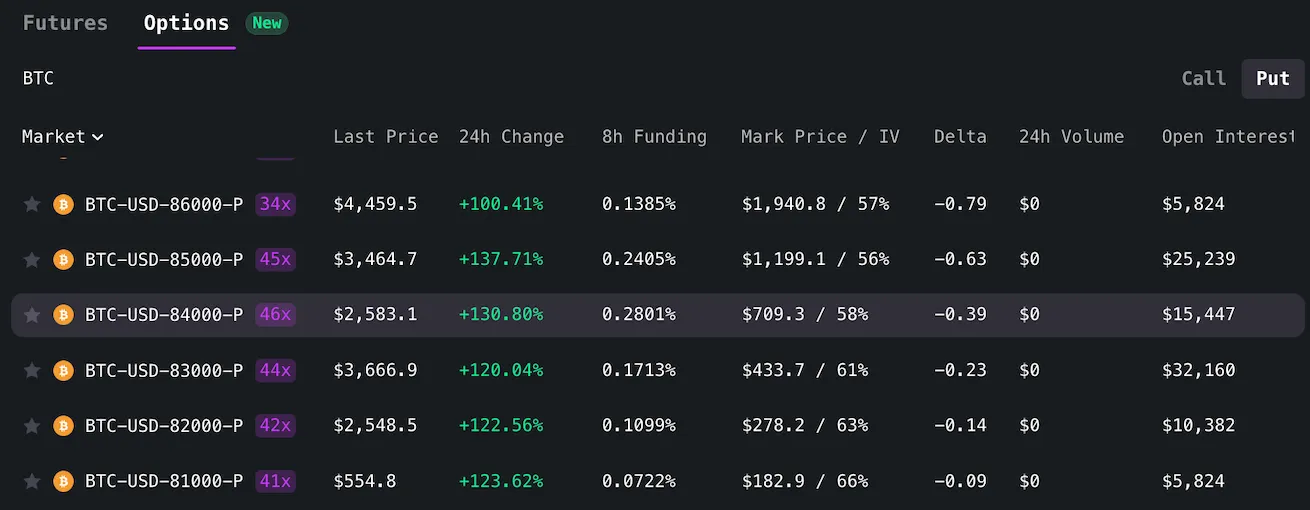 Futures Options New
BTC Call Put
Market Last Price 24h Change 8h Funding Mark Price / IV Delta 24h Volume Open Interest
BTC-USD-86000-P 34x $4,459.5 +100.41% 0.1385% $1,940.8 / 57% -0.79 $0 $5,824
BTC-USD-85000-P 45x $3,464.7 +137.71% 0.2405% $1,199.1 / 56% -0.63 $0 $25,239
BTC-USD-84000-P 46x $2,583.1 +130.80% 0.2801% $709.3 / 58% -0.39 $0 $15,447
BTC-USD-83000-P 44x $3,666.9 +120.04% 0.1713% $433.7 / 61% -0.23 $0 $32,160
BTC-USD-82000-P 42x $2,548.5 +122.56% 0.1099% $278.2 / 63% -0.14 $0 $10,382
BTC-USD-81000-P 41x $554.8 +123.62% 0.0722% $182.9 / 66% -0.09 $0 $5,824